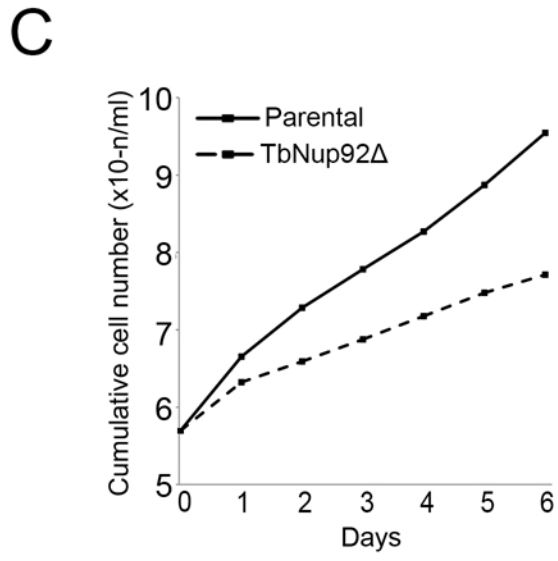 C
Cumulative cell number (x10-n/ml)
10
9
8
7
6
5
Parental
TbNup92Δ
0 1 2 3 4 5 6
Days